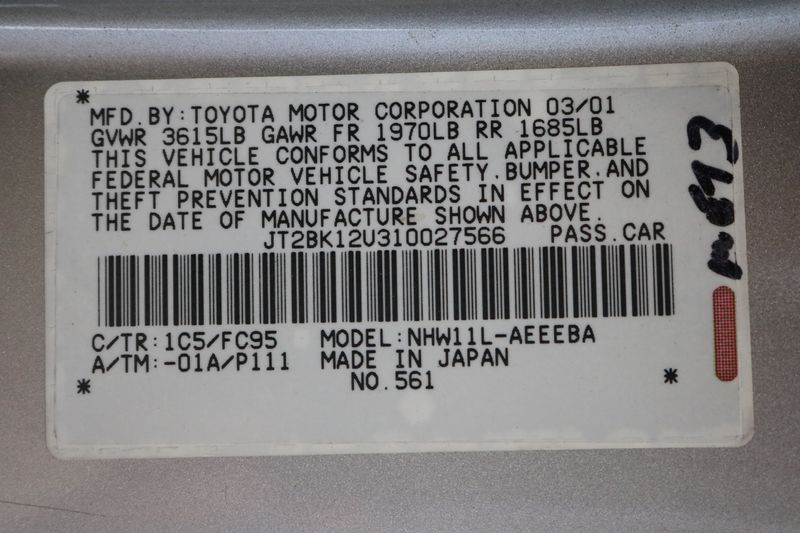 MFD.BY:TOYOTA MOTOR CORPORATION 03/01
GVWR 3615LB GAWR FR 1970LB RR 1685LB
THIS VEHICLE CONFORMS TO ALL APPLICABLE
FEDERAL MOTOR VEHICLE SAFETY.BUMPER.AND
THEFT PREVENTION STANDARDS IN EFFECT ON
THE DATE OF MANUFACTURE SHOWN ABOVE.
JT2BK12U310027566 PASS.CAR
C/TR:1C5/FC95 MODEL:NHW11L-AEEEBA
A/TM:-01A/P111 MADE IN JAPAN
NO.561